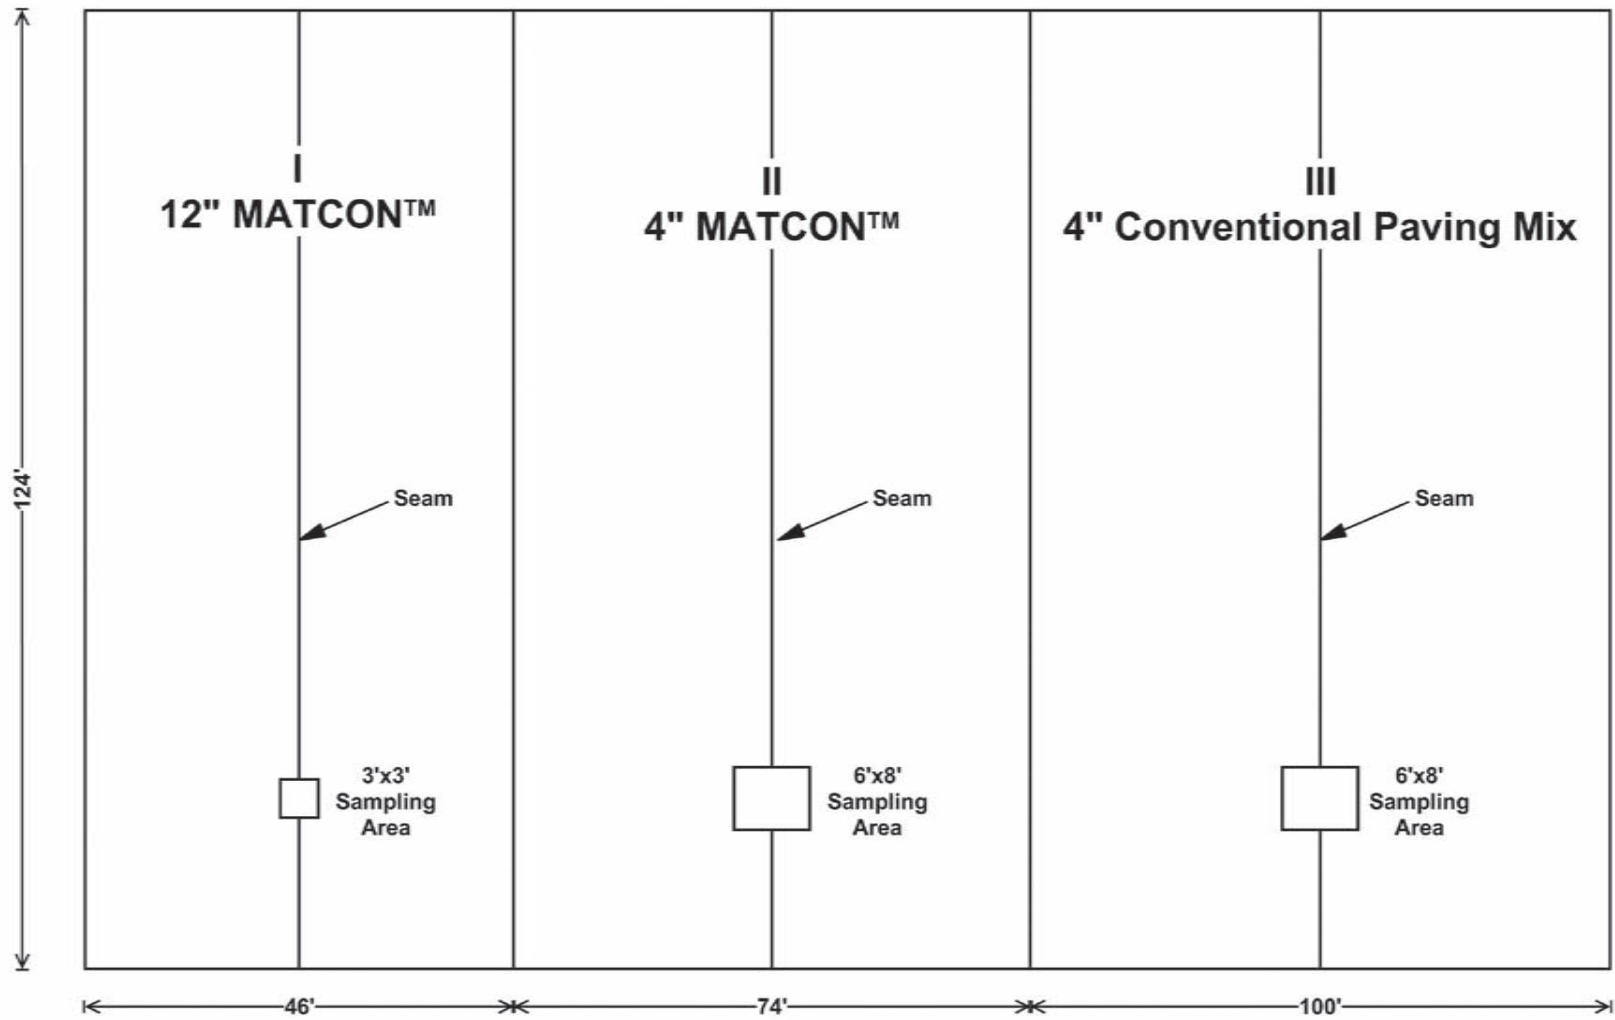 I
12" MATCON™
II
4" MATCON™
III
4" Conventional Paving Mix
124'
Seam
Seam
Seam
3'x3'
Sampling
Area
6'x8'
Sampling
Area
6'x8'
Sampling
Area
46'
74'
100'